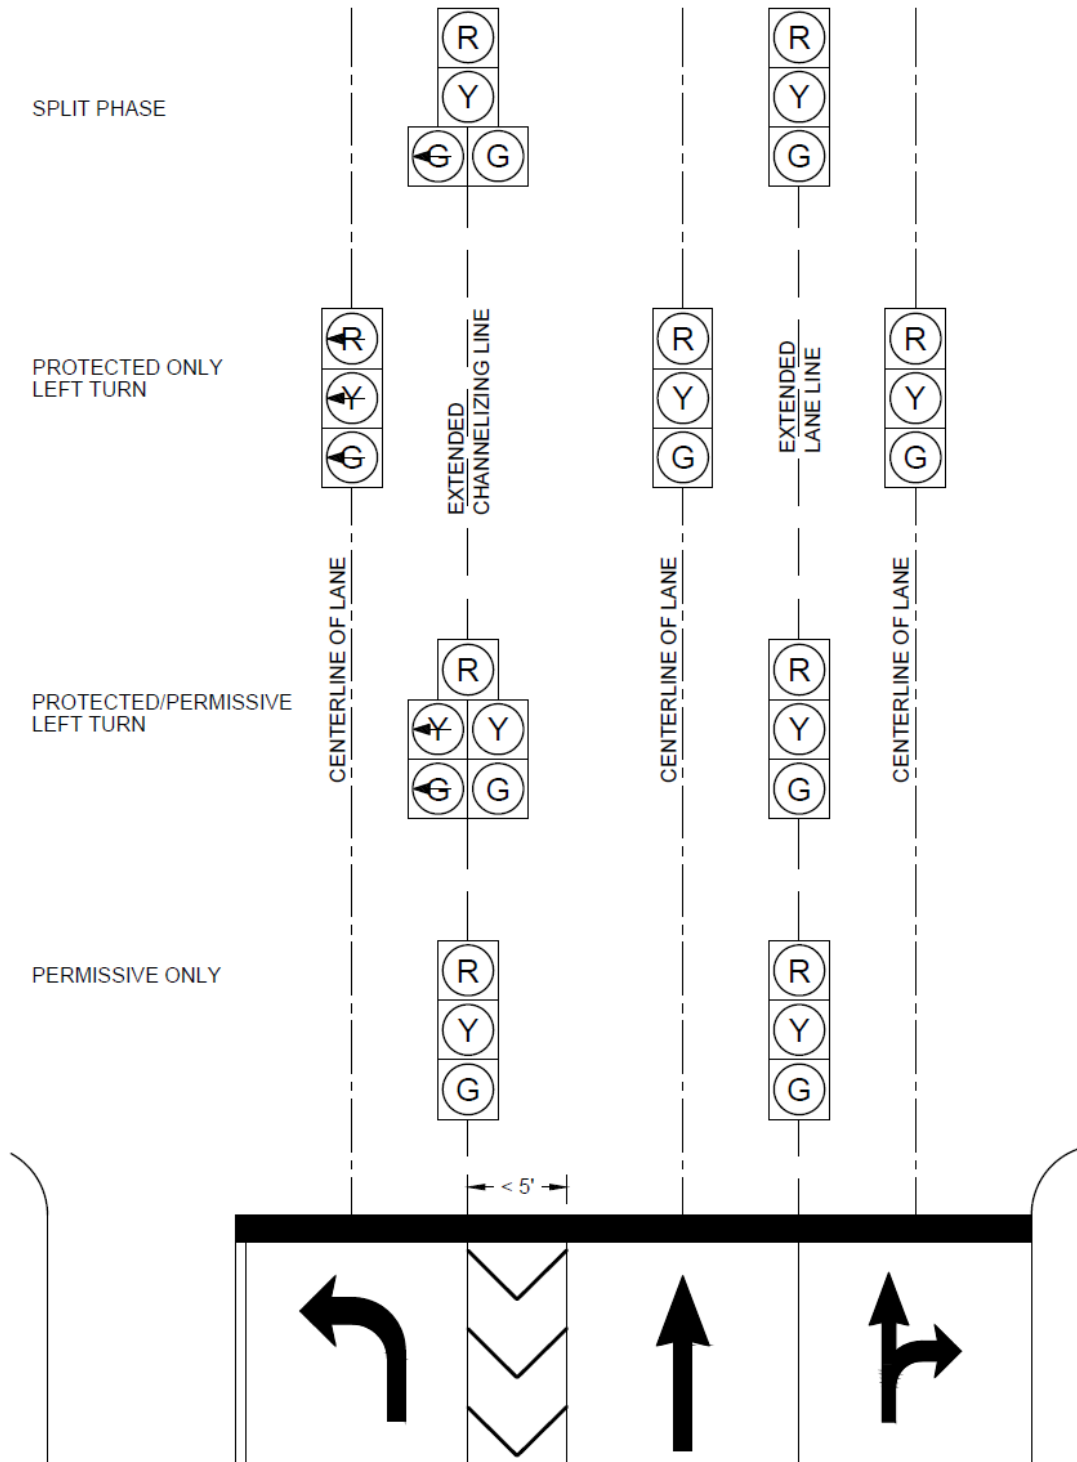 R
R
Y
Y
SPLIT PHASE
G
G
G
R
R
R
PROTECTED ONLY
LEFT TURN
Y
Y
Y
G
G
G
EXTENDED
CHANNELIZING LINE
EXTENDED
LANE LINE
CENTERLINE OF LANE
CENTERLINE OF LANE
CENTERLINE OF LANE
R
R
PROTECTED/PERMISSIVE
LEFT TURN
Y
Y
Y
G
G
G
R
R
PERMISSIVE ONLY
Y
Y
G
G
< 5'